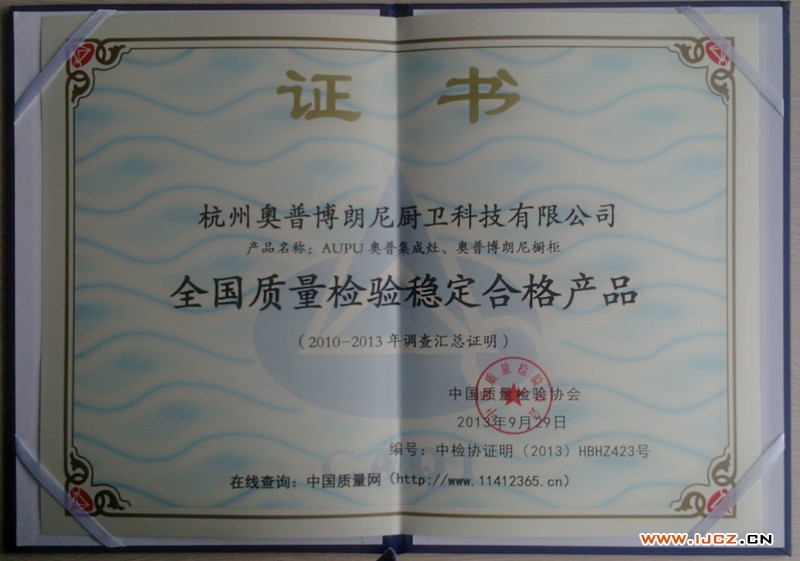 证书
杭州奥普博朗尼厨卫科技有限公司
产品名称：AUPU 奥普集成灶、奥普博朗尼橱柜
全国质量检验稳定合格产品
（2010-2013 年调查汇总证明）
中国质量检验协会
2013年9月29日
编号：中检协证明（2013）HBHZ423号
在线查询：中国质量网（http://www.11412365.cn）
www.IJCZ.CN